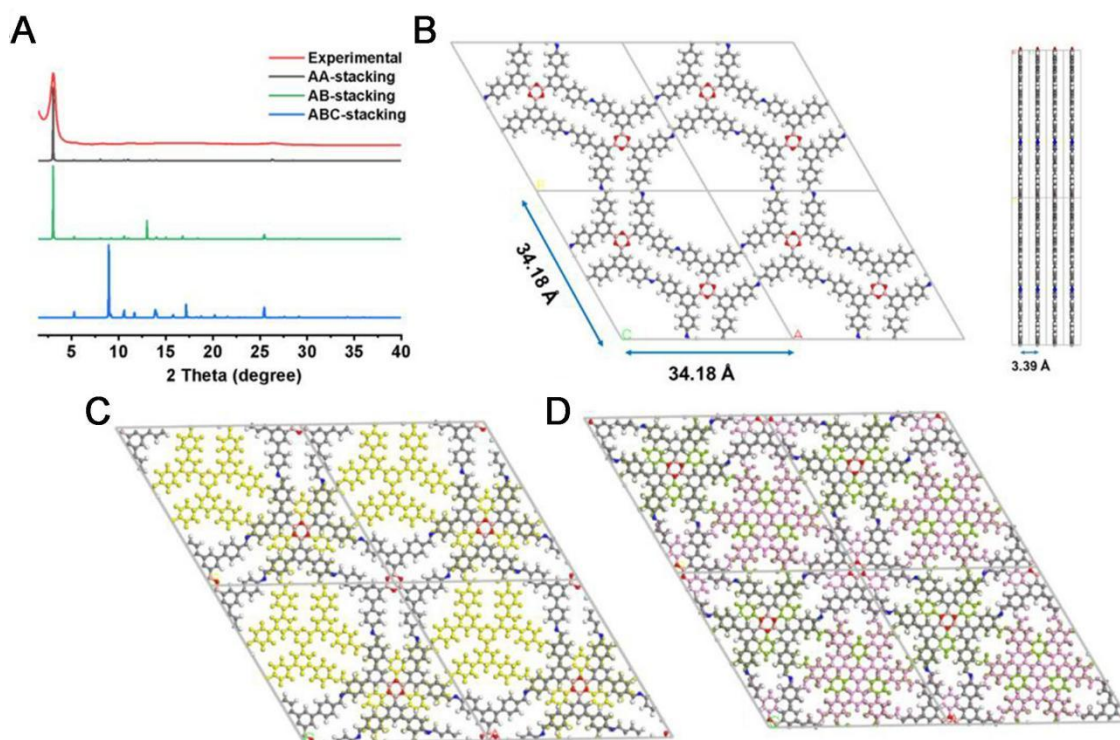 A
Experimental
AA-stacking
AB-stacking
ABC-stacking
5 10 15 20 25 30 35 40
2 Theta (degree)
B
B
34.18 Å
C
A
34.18 Å
3.39 Å
C
D